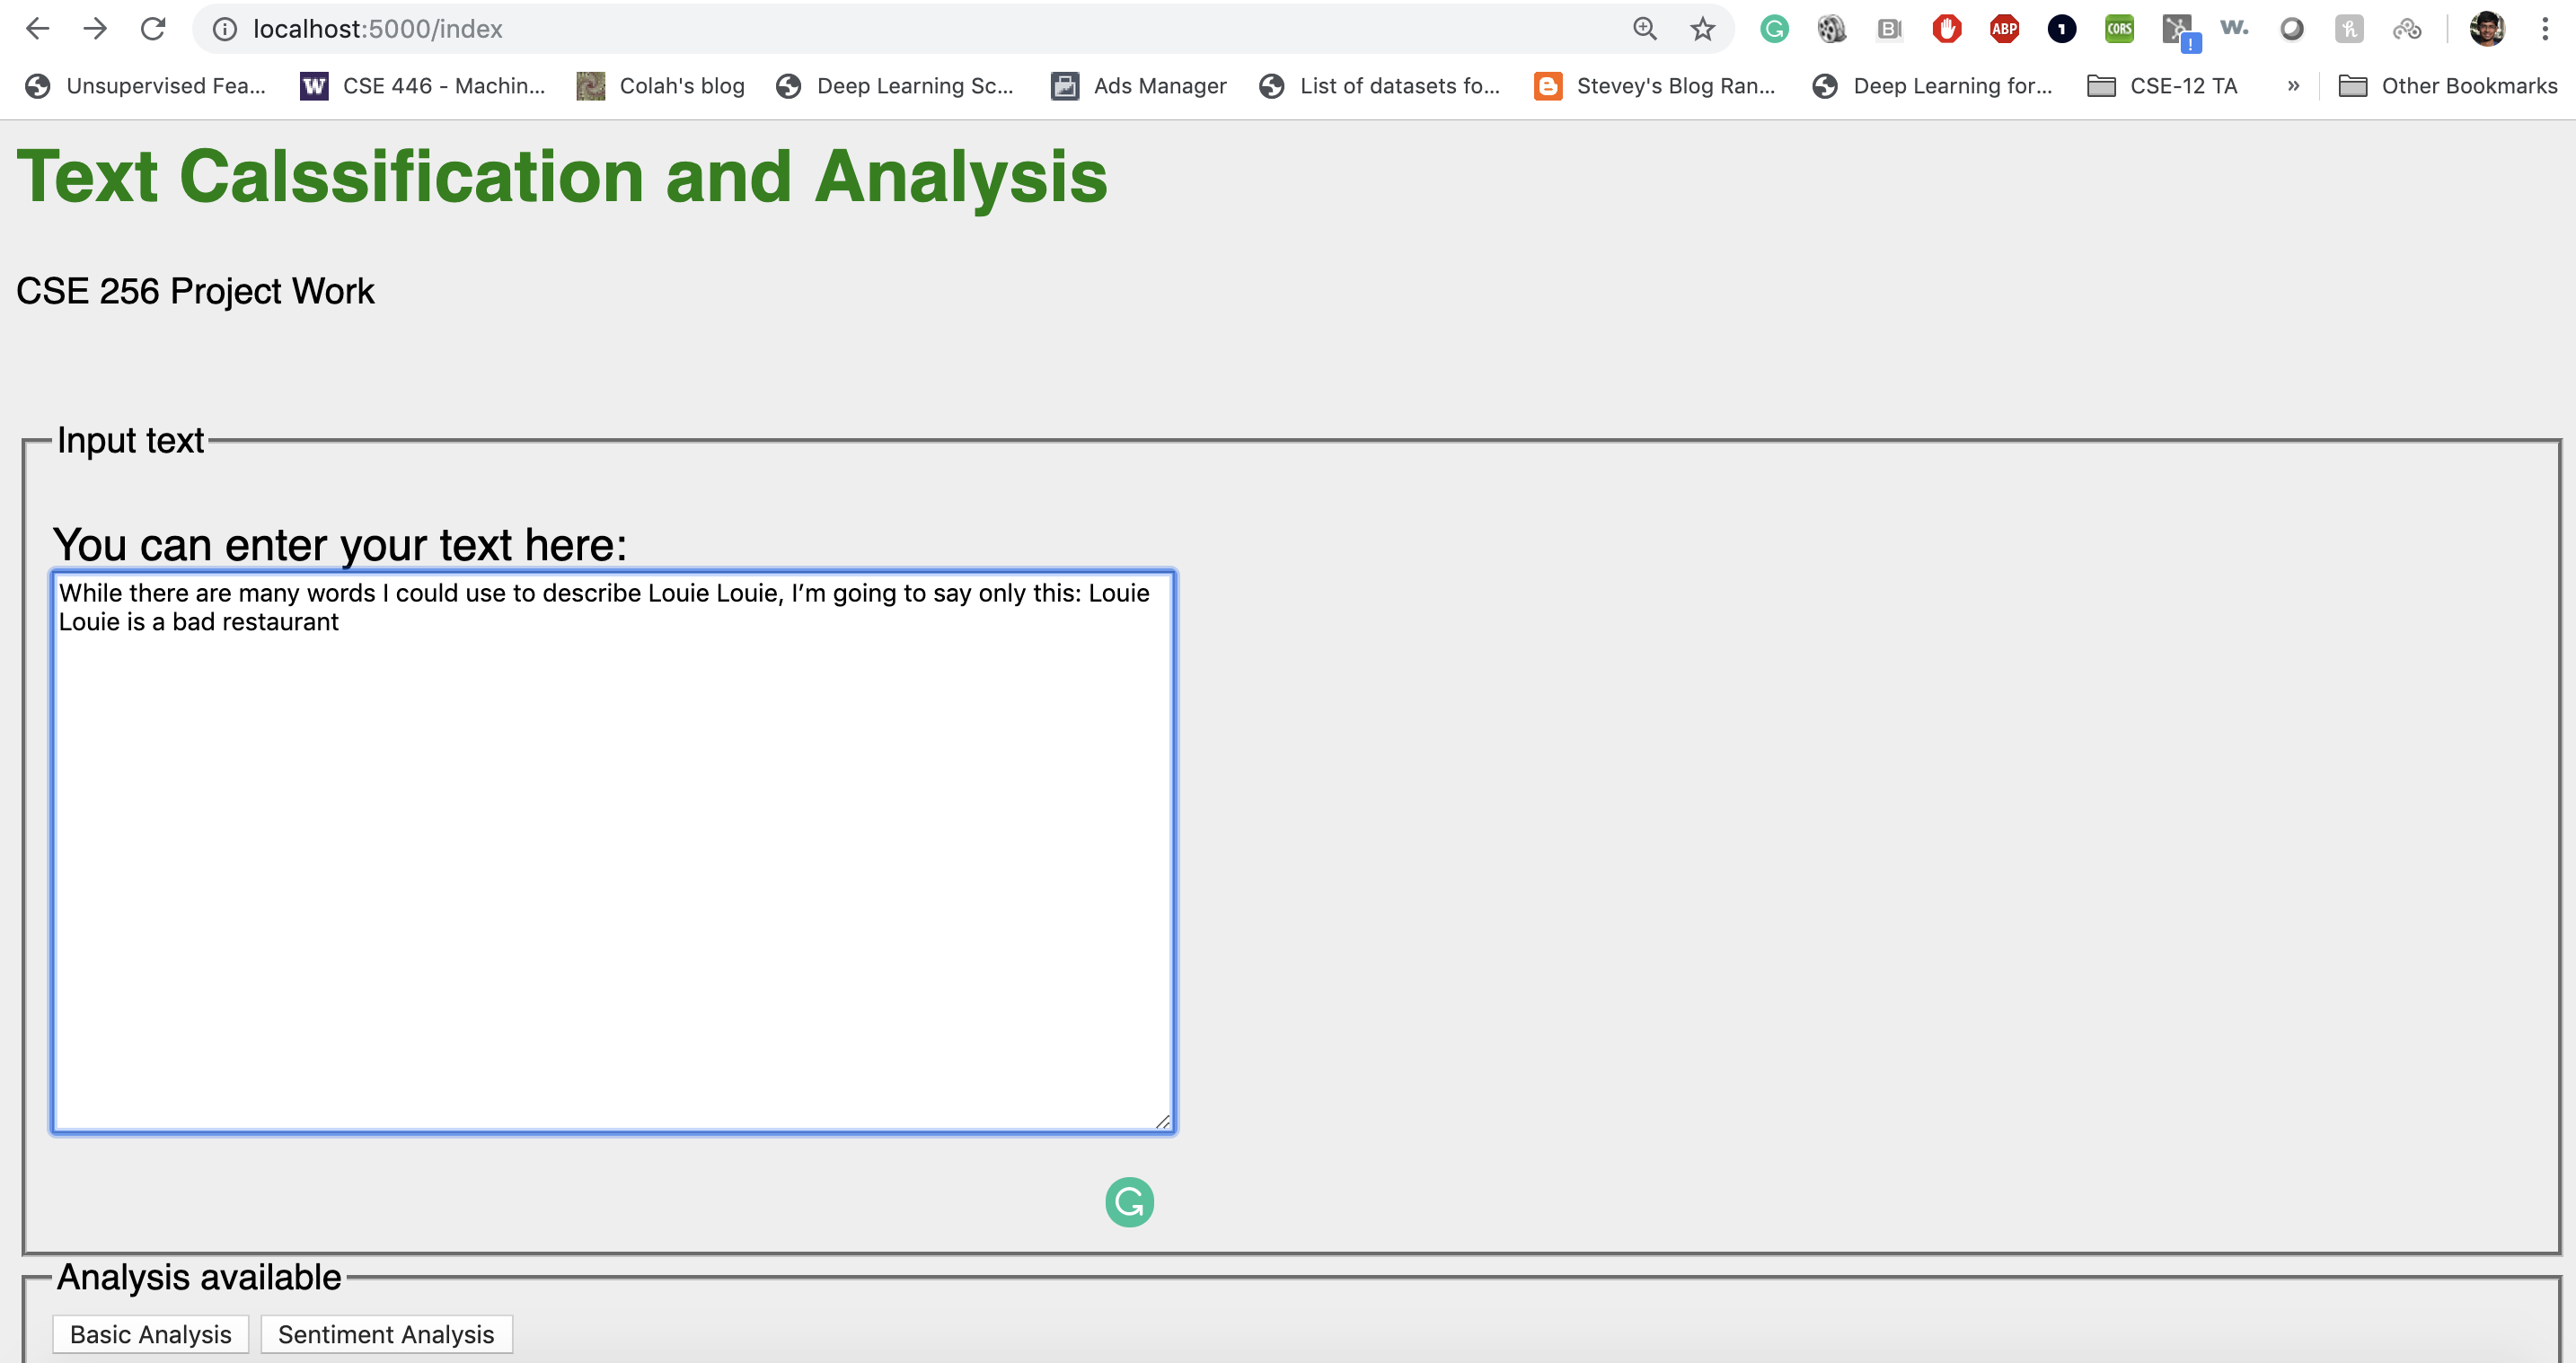 localhost:5000/index
ABP
1
CORS
!
w.
Unsupervised Fea...
W CSE 446 - Machin...
Colah's blog
Deep Learning Sc...
Ads Manager
List of datasets fo...
Stevey's Blog Ran...
Deep Learning for...
CSE-12 TA
»
Other Bookmarks
Text Calssification and Analysis
CSE 256 Project Work
Input text
You can enter your text here:
While there are many words I could use to describe Louie Louie, I’m going to say only this: Louie
Louie is a bad restaurant
Analysis available
Basic Analysis
Sentiment Analysis